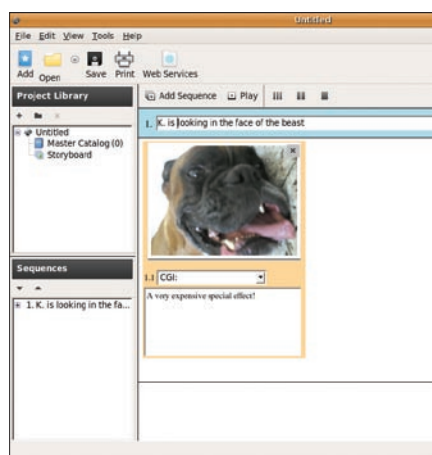 Untitled
File Edit View Tools Help
Add Open Save Print Web Services
Project Library
Add Sequence Play
1. K. is looking in the face of the beast
Untitled
Master Catalog (0)
Storyboard
Sequences
1.1 CGI:
A very expensive special effect!
1. K. is looking in the fa...